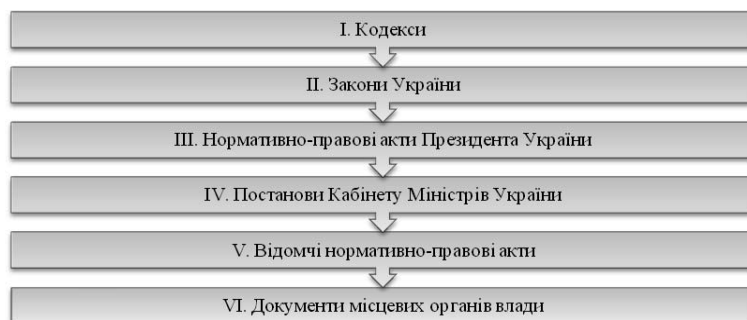 I. Кодекси
II. Закони України
III. Нормативно-правові акти Президента України
IV. Постанови Кабінету Міністрів України
V. Відомчі нормативно-правові акти
VI. Документи місцевих органів влади